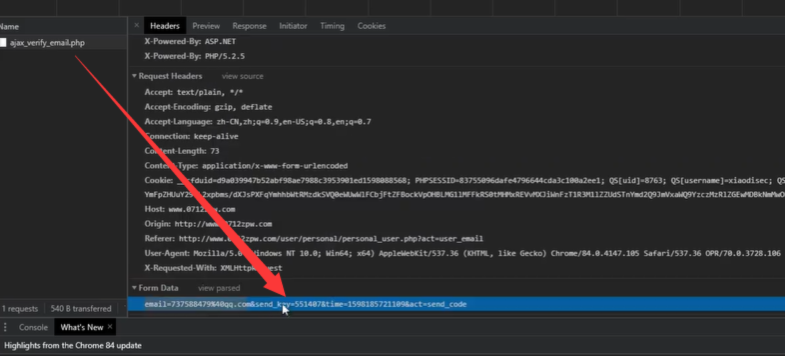 Name
× Headers Preview Response Initiator Timing Cookies
ajax_verify_email.php
X-Powered-By: ASP.NET
X-Powered-By: PHP/5.2.5
Request Headers view source
Accept: text/plain, */*
Accept-Encoding: gzip, deflate
Accept-Language: zh-CN,zh;q=0.9,en-US;q=0.8,en;q=0.7
Connection: keep-alive
Content-Length: 73
Content-Type: application/x-www-form-urlencoded
Cookie: PHPSESSID=83755096dafe4796644cda3c100a2ee1; QS[uid]=8763; QS[username]=xiaodisec; QS
Host: www.0712zpw.com
Origin: http://www.0712zpw.com
Referer: http://www.0712zpw.com/user/personal/personal_user.php?act=user_email
User-Agent: Mozilla/5.0 (Windows NT 10.0; Win64; x64) AppleWebKit/537.36 (KHTML, like Gecko) Chrome/84.0.4147.105 Safari/537.36 OPR/70.0.3728.106
X-Requested-With: XMLHttpRequest
Form Data view parsed
email=737588479%40qq.com&send_key=551407&time=1598185721109&act=send_code
1 requests 540 B transferred
Console What's New ×
Highlights from the Chrome 84 update